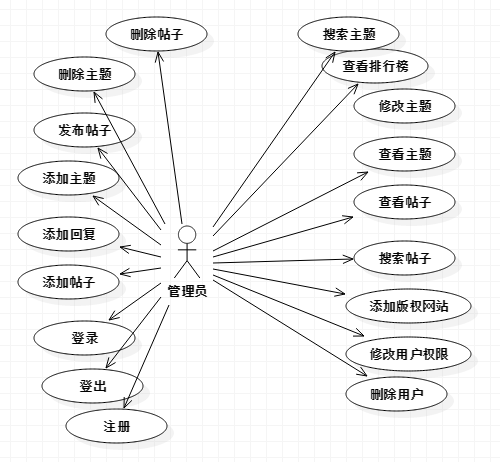 删除帖子
搜索主题
查看排行榜
删除主题
修改主题
发布帖子
查看主题
添加主题
查看帖子
添加回复
搜索帖子
添加帖子
管理员
添加版权网站
登录
修改用户权限
登出
删除用户
注册